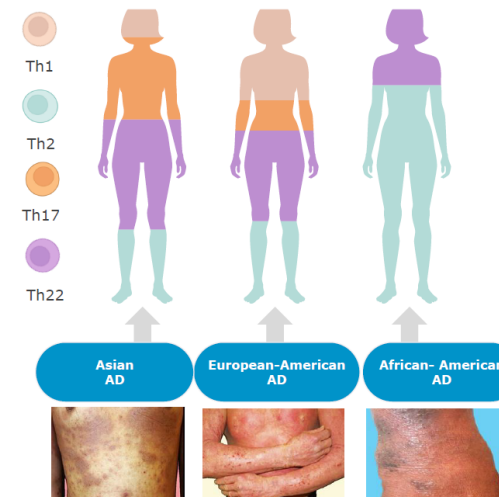 Th1
Th2
Th17
Th22
Asian
AD
European-American
AD
African- American
AD